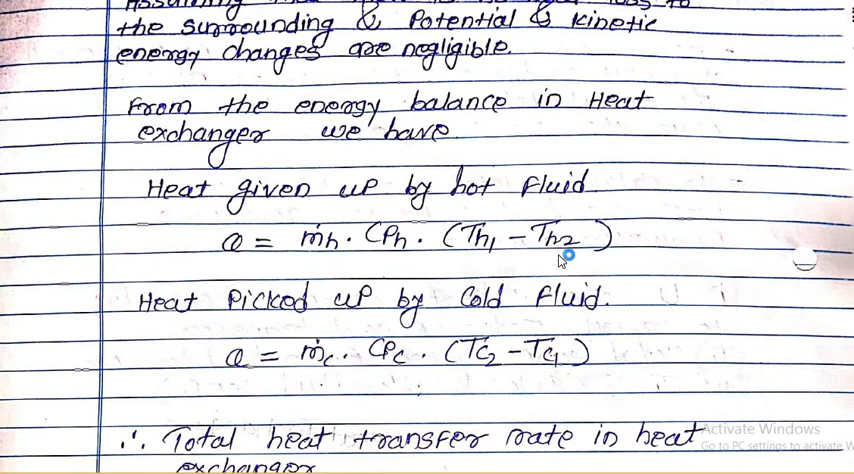 Assuming
the surrounding & Potential & kinetic
energy changes are negligible.
From the energy balance in Heat
exchanger we have
Heat given up by hot fluid
Q = ṁh · CPh · (Th1 - Th2)
Heat Picked up by Cold fluid.
Q = ṁc · CPc · (Tc2 - Tc1)
∴ Total heat transfer rate in heat
exchanger
Activate Windows
Go to PC settings to activate W